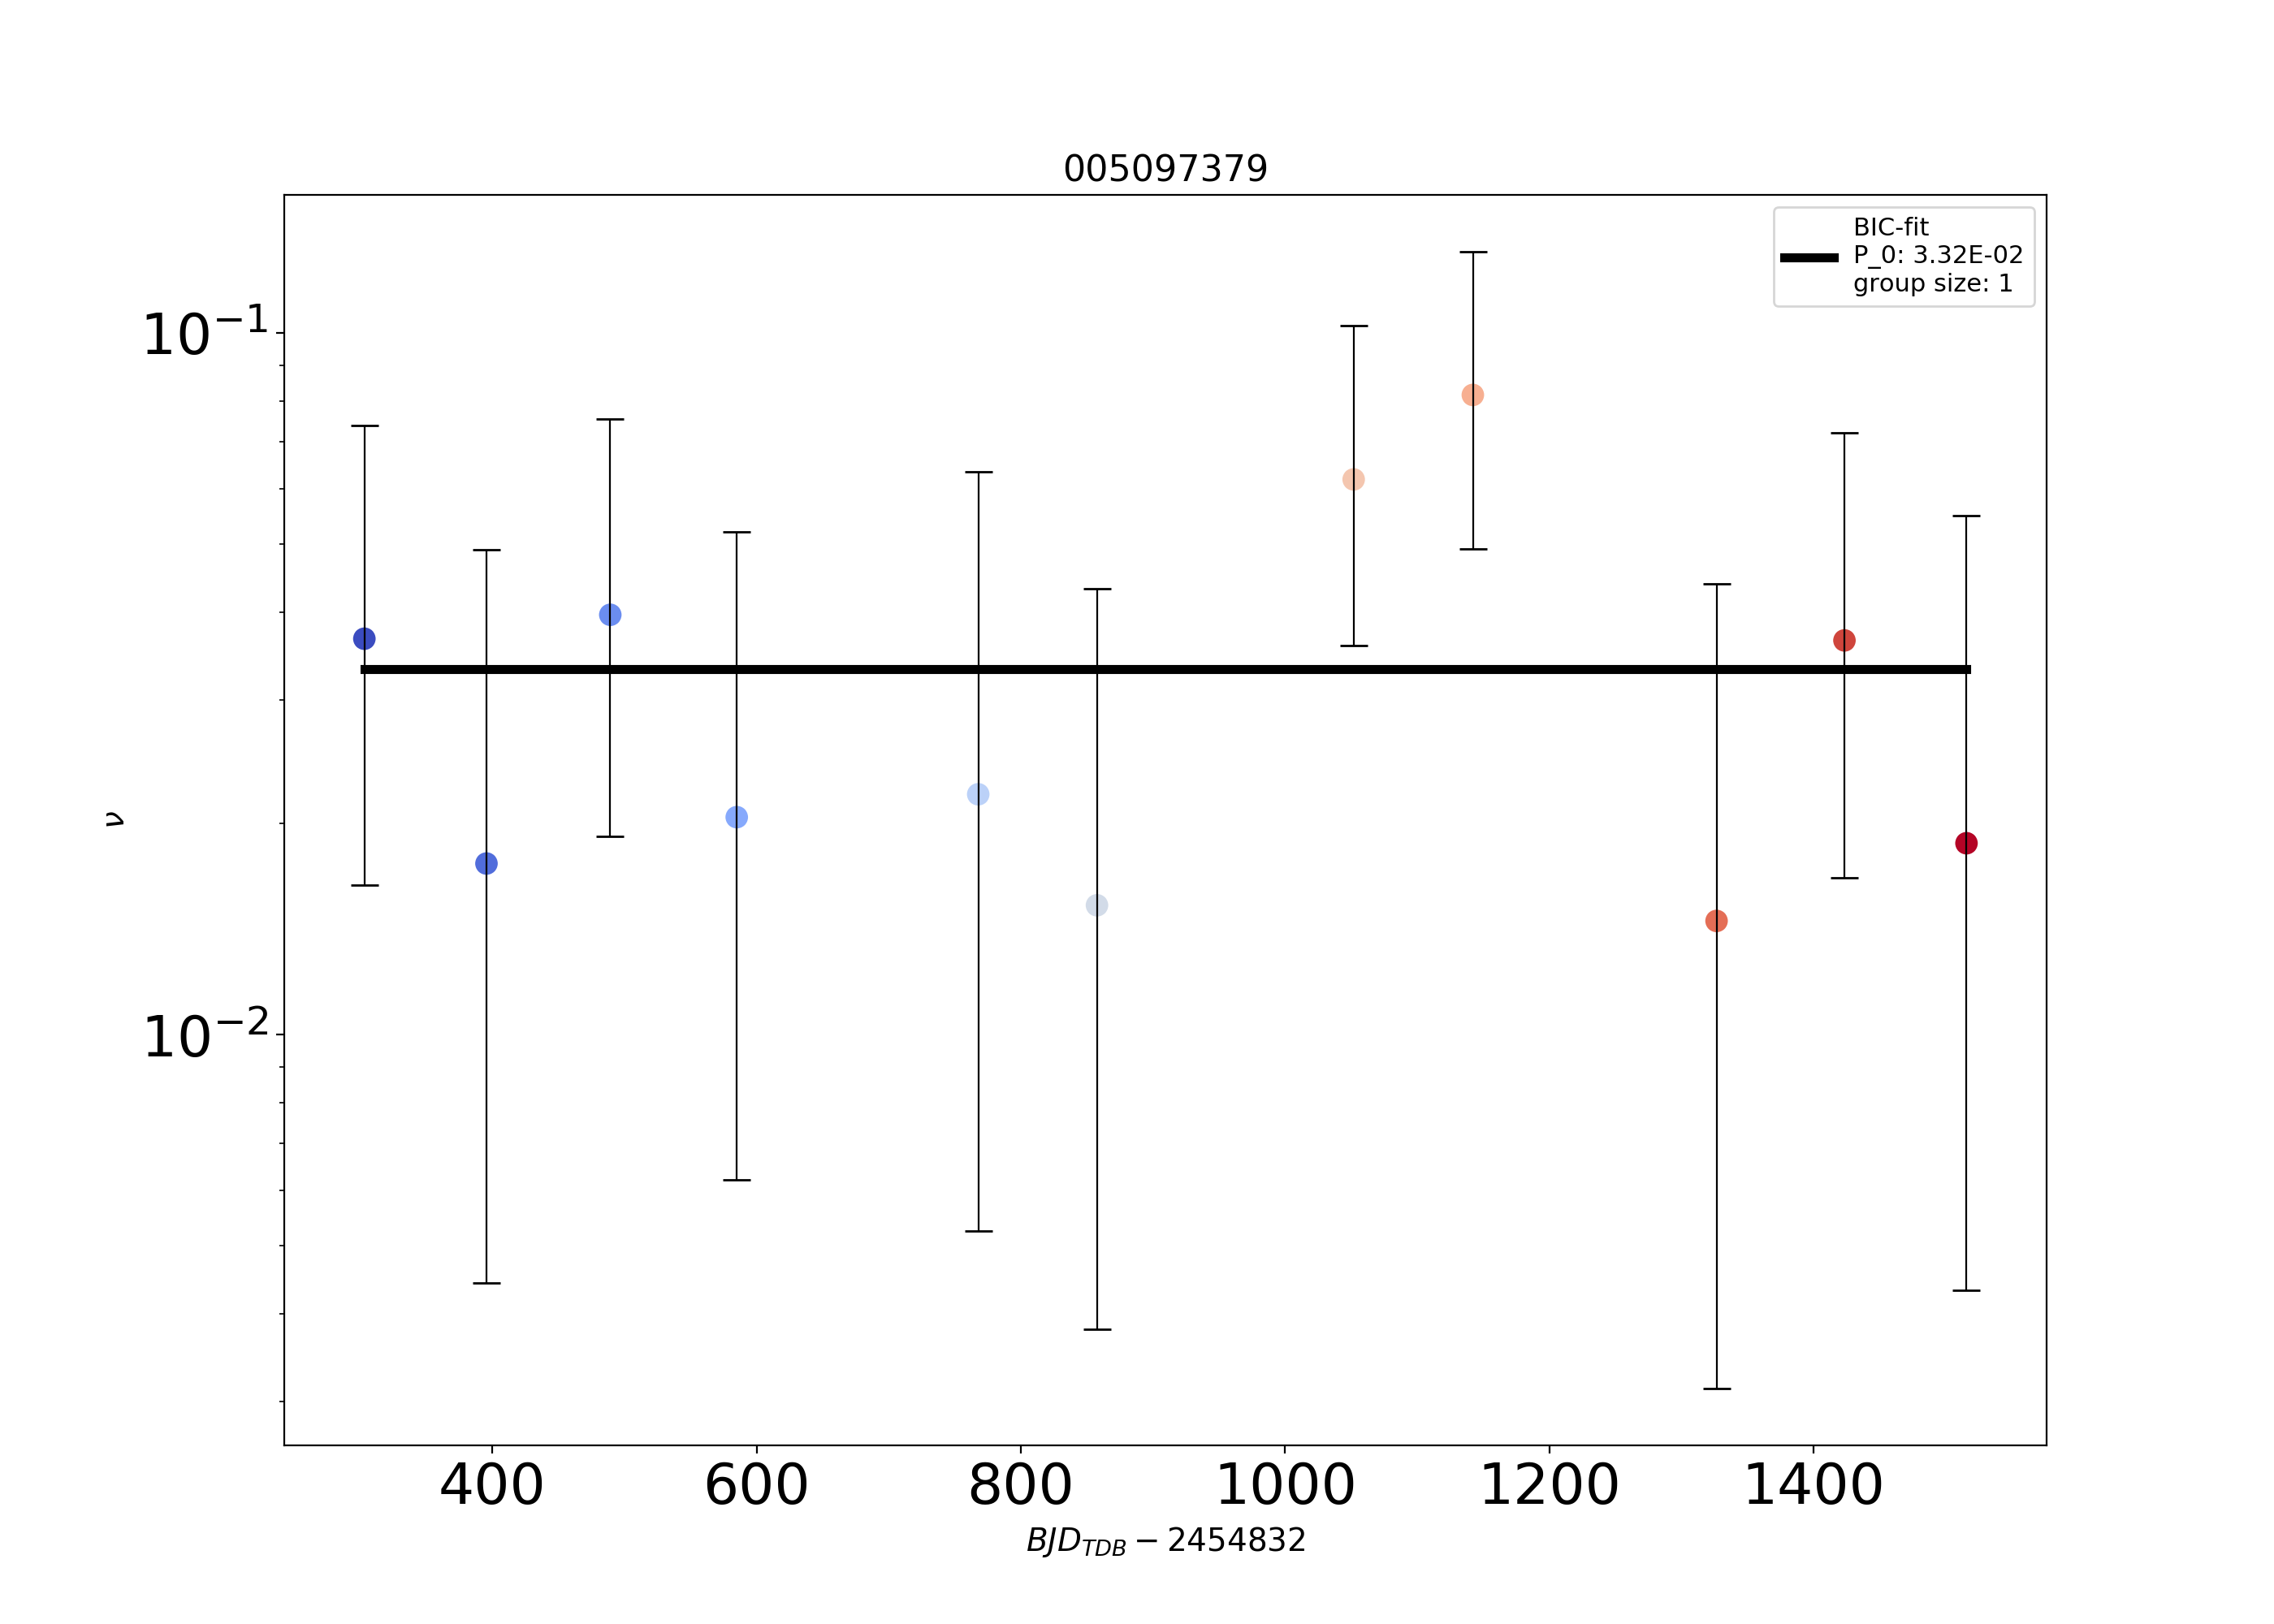 005097379
BIC-fit
P_0: 3.32E-02
group size: 1
10⁻¹
10⁻²
ν
400 600 800 1000 1200 1400
BJD_TDB − 2454832